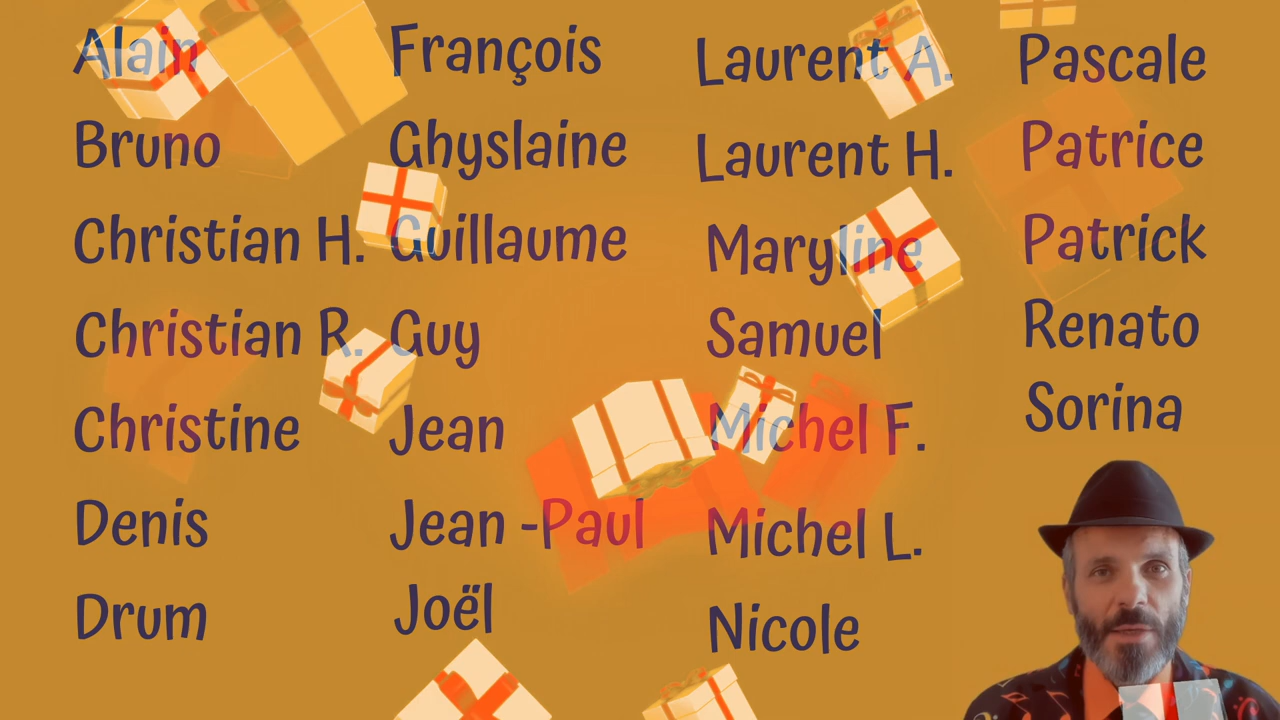 Alain
Bruno
Christian H.
Christian R.
Christine
Denis
Drum
François
Ghyslaine
Guillaume
Guy
Jean
Jean -Paul
Joël
Laurent A.
Laurent H.
Maryline
Samuel
Michel F.
Michel L.
Nicole
Pascale
Patrice
Patrick
Renato
Sorina